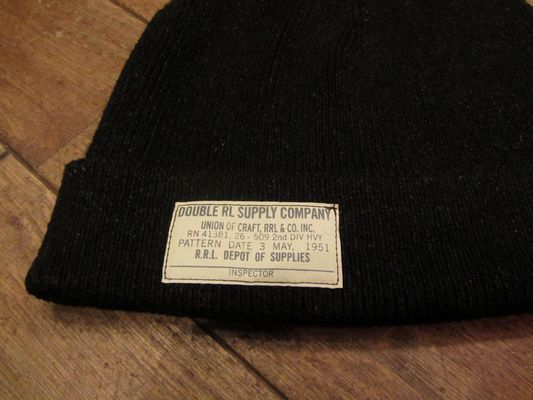 DOUBLE RL SUPPLY COMPANY
UNION OF CRAFT, RRL & CO. INC.
RN 41381, 26 - 509 2nd DIV HVY
PATTERN DATE 3 MAY, 1951
R.R.L. DEPOT OF SUPPLIES
INSPECTOR